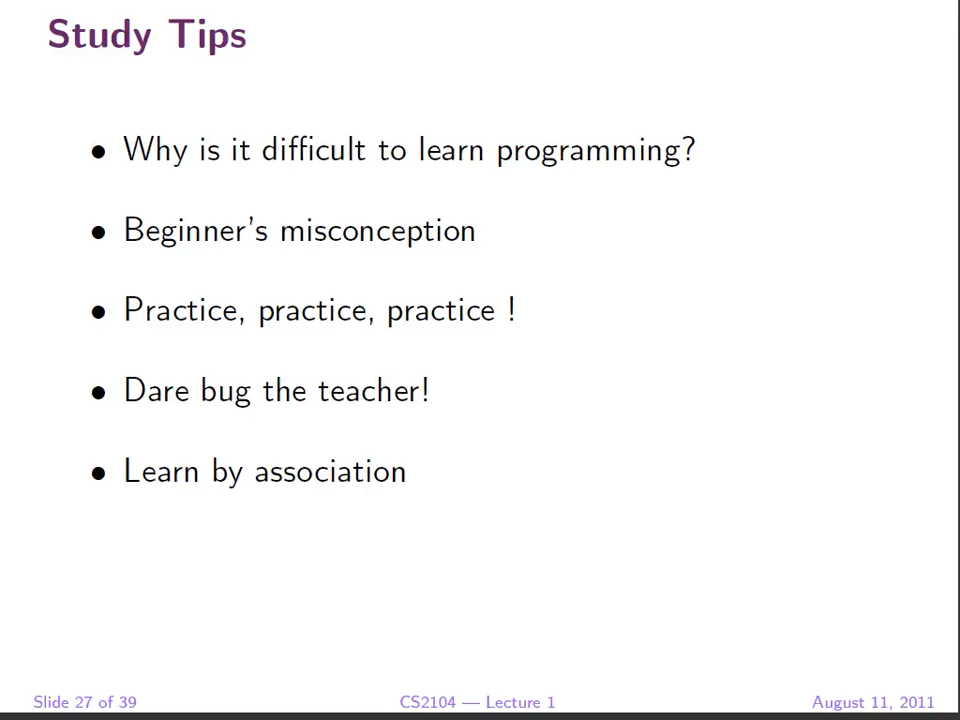 Study Tips
• Why is it difficult to learn programming?
• Beginner's misconception
• Practice, practice, practice !
• Dare bug the teacher!
• Learn by association
Slide 27 of 39 CS2104 — Lecture 1 August 11, 2011